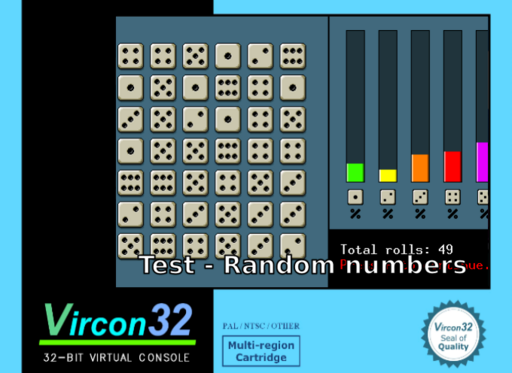 %
%
%
%
%
Total rolls: 49
Test - Random numbers
Vircon32
32-BIT VIRTUAL CONSOLE
PAL / NTSC / OTHER
Multi-region
Cartridge
Vircon32
Seal of
Quality